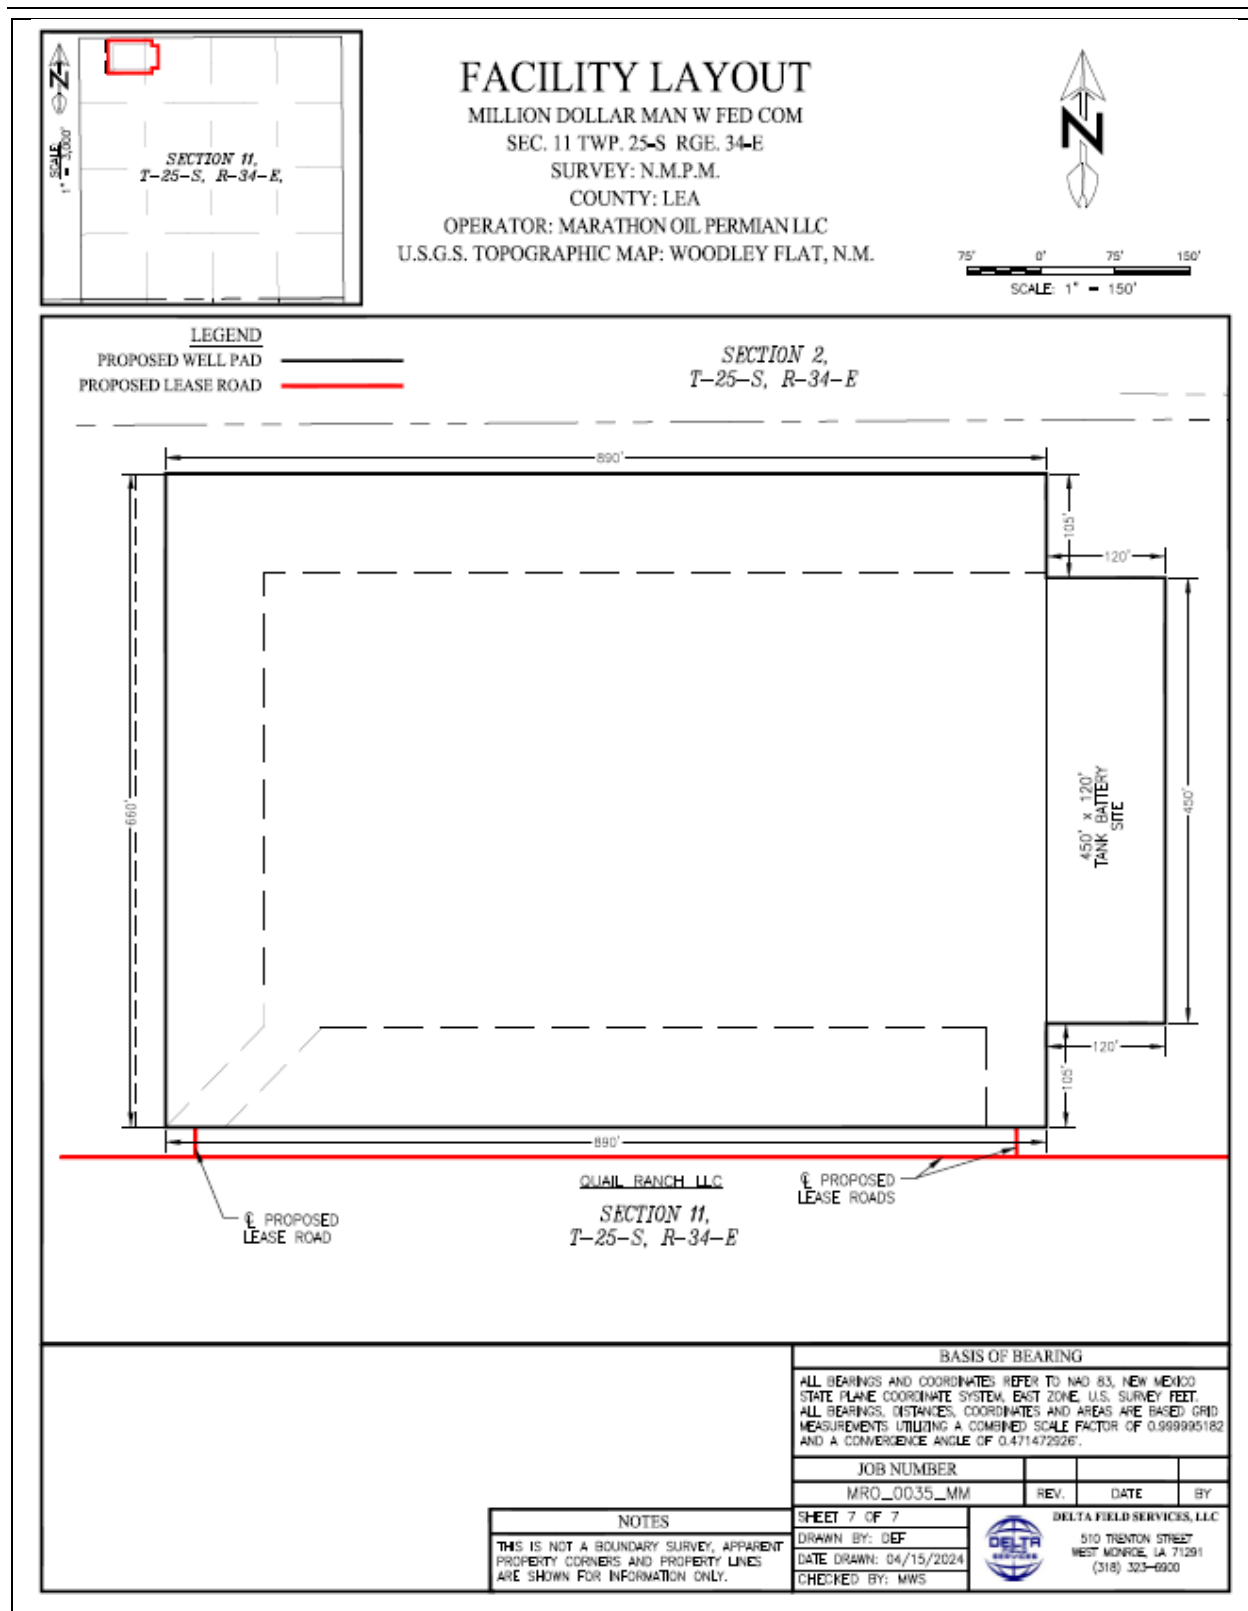 N
SCALE:
1" = 3,000'
SECTION 11,
T-25-S, R-34-E,
FACILITY LAYOUT
MILLION DOLLAR MAN W FED COM
SEC. 11 TWP. 25-S RGE. 34-E
SURVEY: N.M.P.M.
COUNTY: LEA
OPERATOR: MARATHON OIL PERMIAN LLC
U.S.G.S. TOPOGRAPHIC MAP: WOODLEY FLAT, N.M.
N
75' 0' 75' 150'
SCALE: 1" = 150'
LEGEND
PROPOSED WELL PAD
PROPOSED LEASE ROAD
SECTION 2,
T-25-S, R-34-E
890'
105'
120'
660'
450' x 120'
TANK BATTERY
SITE
450'
120'
105'
890'
QUAIL RANCH LLC
SECTION 11,
T-25-S, R-34-E
℄ PROPOSED
LEASE ROADS
℄ PROPOSED
LEASE ROAD
BASIS OF BEARING
ALL BEARINGS AND COORDINATES REFER TO NAD 83, NEW MEXICO
STATE PLANE COORDINATE SYSTEM, EAST ZONE, U.S. SURVEY FEET.
ALL BEARINGS, DISTANCES, COORDINATES AND AREAS ARE BASED GRID
MEASUREMENTS UTILIZING A COMBINED SCALE FACTOR OF 0.999995182
AND A CONVERGENCE ANGLE OF 0.471472926°.
JOB NUMBER
MRO_0035_MM
REV. DATE BY
NOTES
THIS IS NOT A BOUNDARY SURVEY, APPARENT
PROPERTY CORNERS AND PROPERTY LINES
ARE SHOWN FOR INFORMATION ONLY.
SHEET 7 OF 7
DRAWN BY: DEF
DATE DRAWN: 04/15/2024
CHECKED BY: MWS
DELTA
FIELD
SERVICES
DELTA FIELD SERVICES, LLC
510 TRENTON STREET
WEST MONROE, LA 71291
(318) 323-6900